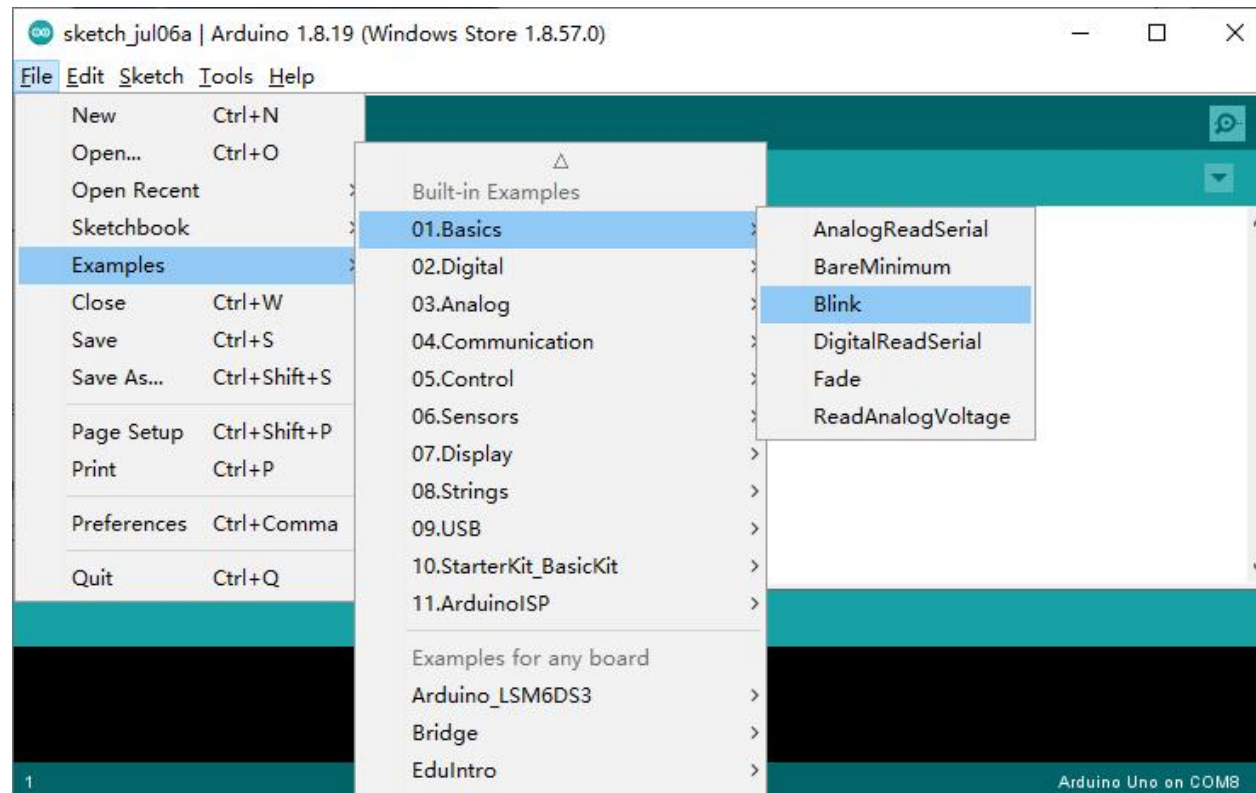 sketch_jul06a | Arduino 1.8.19 (Windows Store 1.8.57.0)
File Edit Sketch Tools Help
New Ctrl+N
Open... Ctrl+O
Open Recent
Sketchbook
Examples
Close Ctrl+W
Save Ctrl+S
Save As... Ctrl+Shift+S
Page Setup Ctrl+Shift+P
Print Ctrl+P
Preferences Ctrl+Comma
Quit Ctrl+Q
Built-in Examples
01.Basics
02.Digital
03.Analog
04.Communication
05.Control
06.Sensors
07.Display
08.Strings
09.USB
10.StarterKit_BasicKit
11.ArduinoISP
Examples for any board
Arduino_LSM6DS3
Bridge
EduIntro
AnalogReadSerial
BareMinimum
Blink
DigitalReadSerial
Fade
ReadAnalogVoltage
1
Arduino Uno on COM8